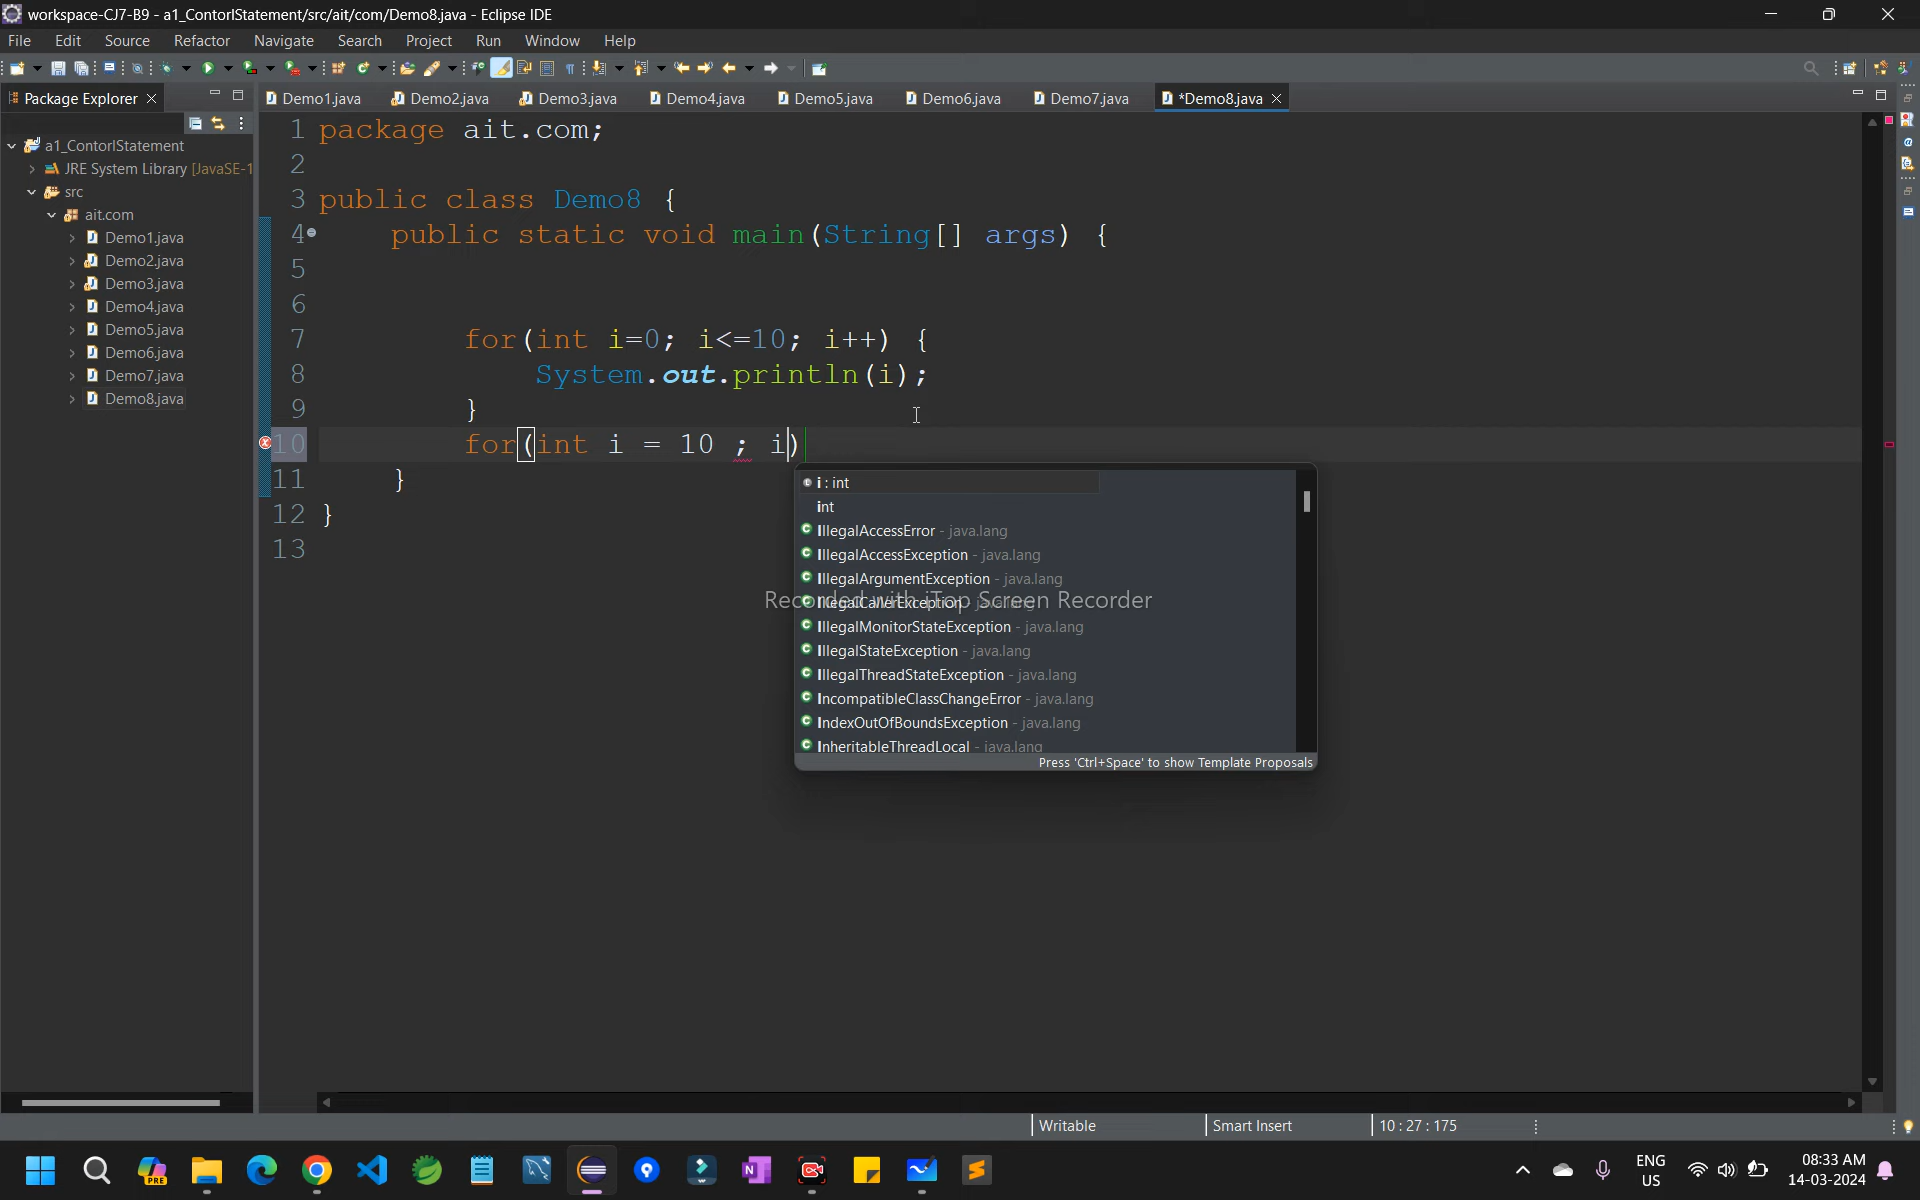 workspace-CJ7-B9 - a1_ContorlStatement/src/ait/com/Demo8.java - Eclipse IDE
File Edit Source Refactor Navigate Search Project Run Window Help
Package Explorer
Demo1.java Demo2.java Demo3.java Demo4.java Demo5.java Demo6.java Demo7.java *Demo8.java
a1_ContorlStatement
JRE System Library [JavaSE-1
src
ait.com
Demo1.java
Demo2.java
Demo3.java
Demo4.java
Demo5.java
Demo6.java
Demo7.java
Demo8.java
1 package ait.com;
2
3 public class Demo8 {
4 public static void main(String[] args) {
5
6
7 for(int i=0; i<=10; i++) {
8 System.out.println(i);
9 }
10 for(int i = 10 ; i)
11 }
12 }
13
i : int
int
IllegalAccessError - java.lang
IllegalAccessException - java.lang
IllegalArgumentException - java.lang
IllegalCallerException - java.lang
IllegalMonitorStateException - java.lang
IllegalStateException - java.lang
IllegalThreadStateException - java.lang
IncompatibleClassChangeError - java.lang
IndexOutOfBoundsException - java.lang
InheritableThreadLocal - java.lang
Press 'Ctrl+Space' to show Template Proposals
Recorded with iTop Screen Recorder
Writable Smart Insert 10 : 27 : 175
PRE
ENG
US
08:33 AM
14-03-2024